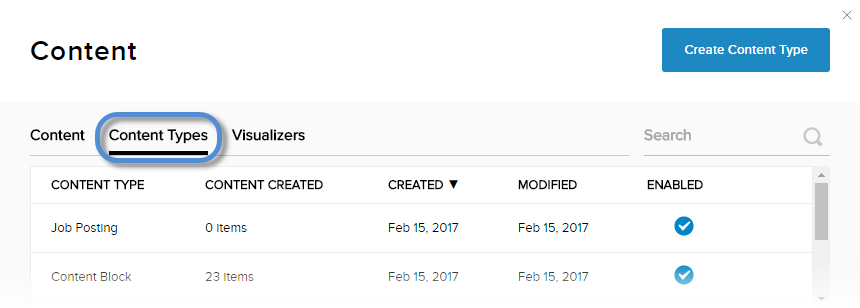 Content
Create Content Type
Content Content Types Visualizers Search
CONTENT TYPE CONTENT CREATED CREATED ▼ MODIFIED ENABLED
Job Posting 0 items Feb 15, 2017 Feb 15, 2017
Content Block 23 items Feb 15, 2017 Feb 15, 2017